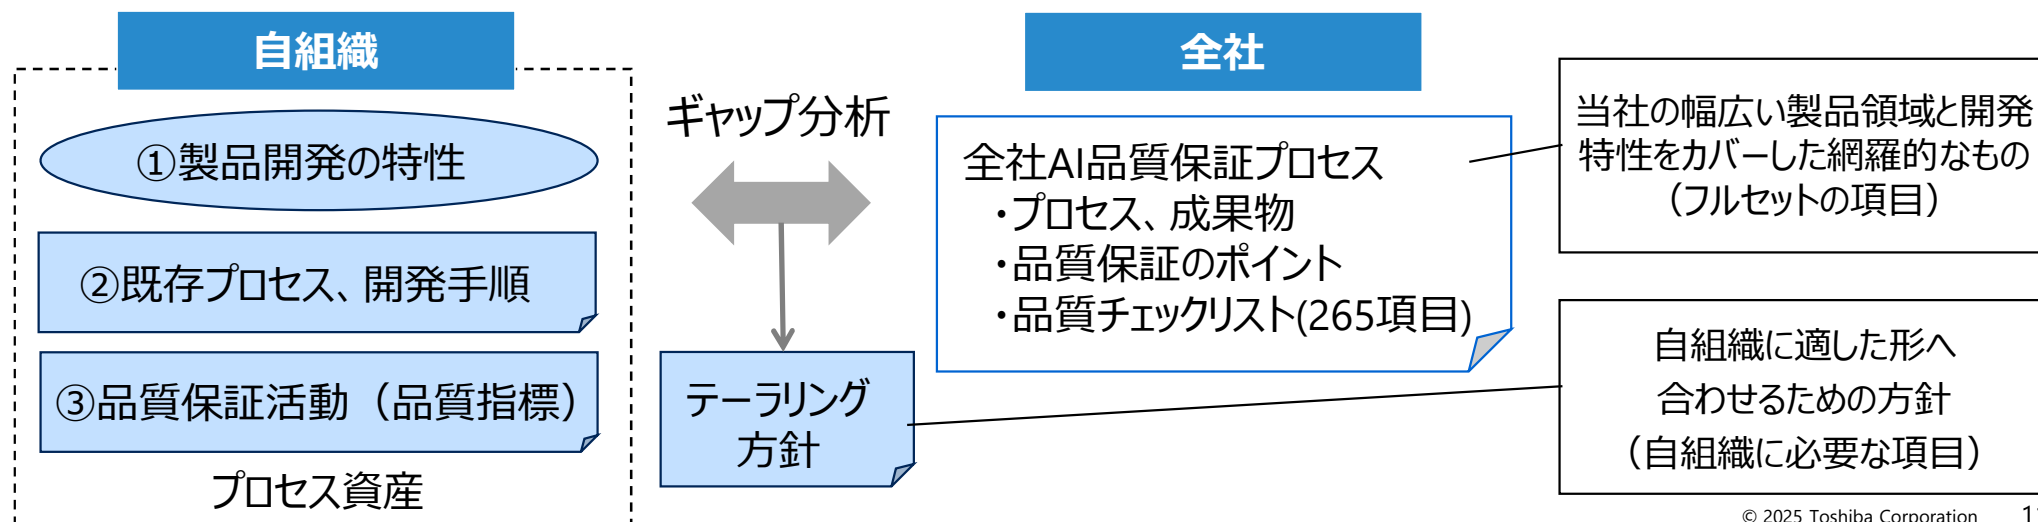 自組織
①製品開発の特性
②既存プロセス、開発手順
③品質保証活動（品質指標）
プロセス資産
ギャップ分析
テーラリング
方針
全社
全社AI品質保証プロセス
・プロセス、成果物
・品質保証のポイント
・品質チェックリスト(265項目)
当社の幅広い製品領域と開発
特性をカバーした網羅的なもの
（フルセットの項目）
自組織に適した形へ
合わせるための方針
（自組織に必要な項目）
© 2025 Toshiba Corporation